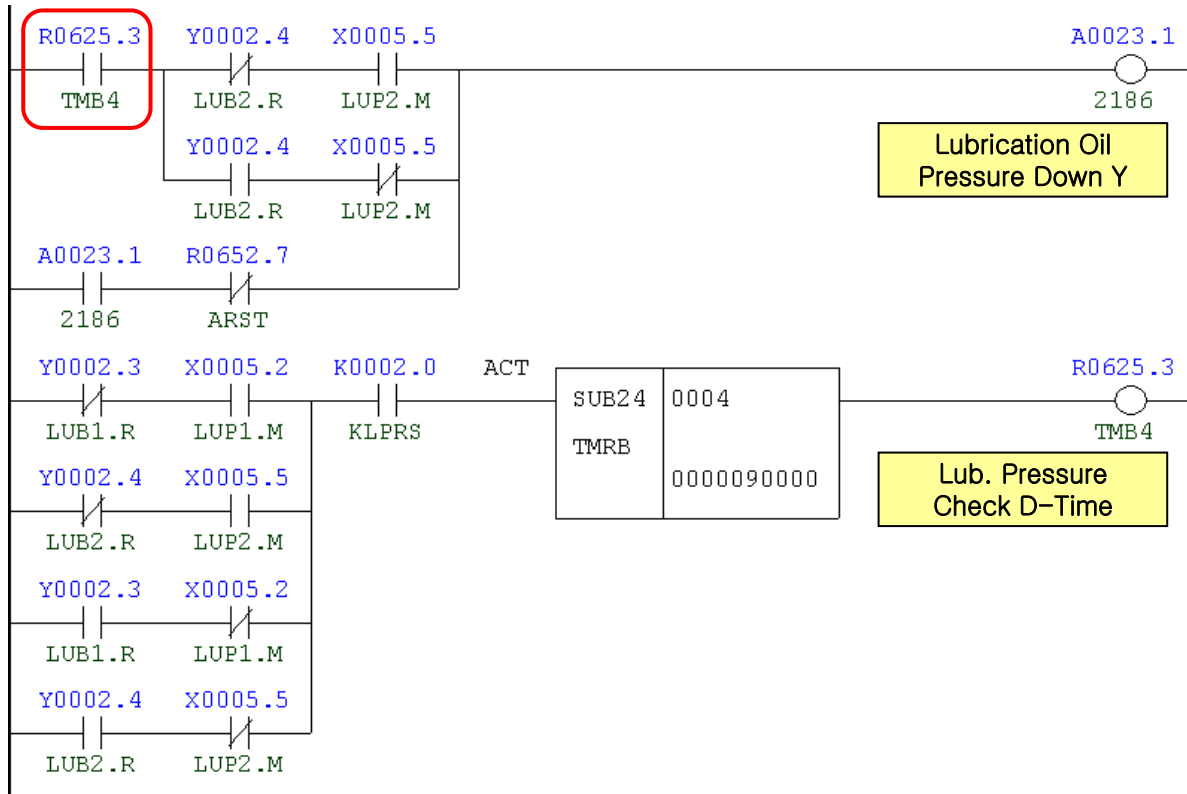 R0625.3 Y0002.4 X0005.5 A0023.1
TMB4 LUB2.R LUP2.M 2186
Y0002.4 X0005.5
LUB2.R LUP2.M
Lubrication Oil
Pressure Down Y
A0023.1 R0652.7
2186 ARST
Y0002.3 X0005.2 K0002.0 ACT R0625.3
SUB24 0004
LUB1.R LUP1.M KLPRS TMB4
TMRB
Y0002.4 X0005.5 0000090000
LUB2.R LUP2.M
Lub. Pressure
Check D-Time
Y0002.3 X0005.2
LUB1.R LUP1.M
Y0002.4 X0005.5
LUB2.R LUP2.M